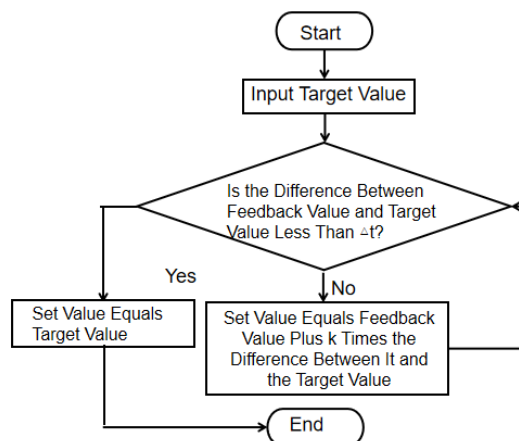 Start
Input Target Value
Is the Difference Between
Feedback Value and Target
Value Less Than △t?
Yes
No
Set Value Equals
Target Value
Set Value Equals Feedback
Value Plus k Times the
Difference Between It and
the Target Value
End